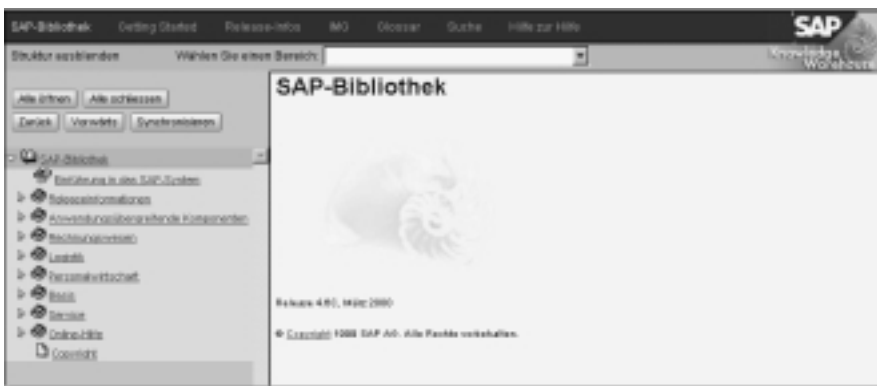 SAP-Bibliothek Getting Started Release-Infos IMG Glossar Suche Hilfe zur Hilfe
SAP
Knowledge Warehouse
Struktur ausblenden Wählen Sie einen Bereich:
Alle öffnen Alle schliessen
Zurück Vorwärts Synchronisieren
SAP-Bibliothek
Einführung in das SAP-System
Releaseinformationen
Anwendungsübergreifende Komponenten
Rechnungswesen
Logistik
Personalwirtschaft
Basis
Service
Online-Hilfe
Copyright
SAP-Bibliothek
Release März 2000
© Copyright SAP AG. Alle Rechte vorbehalten.